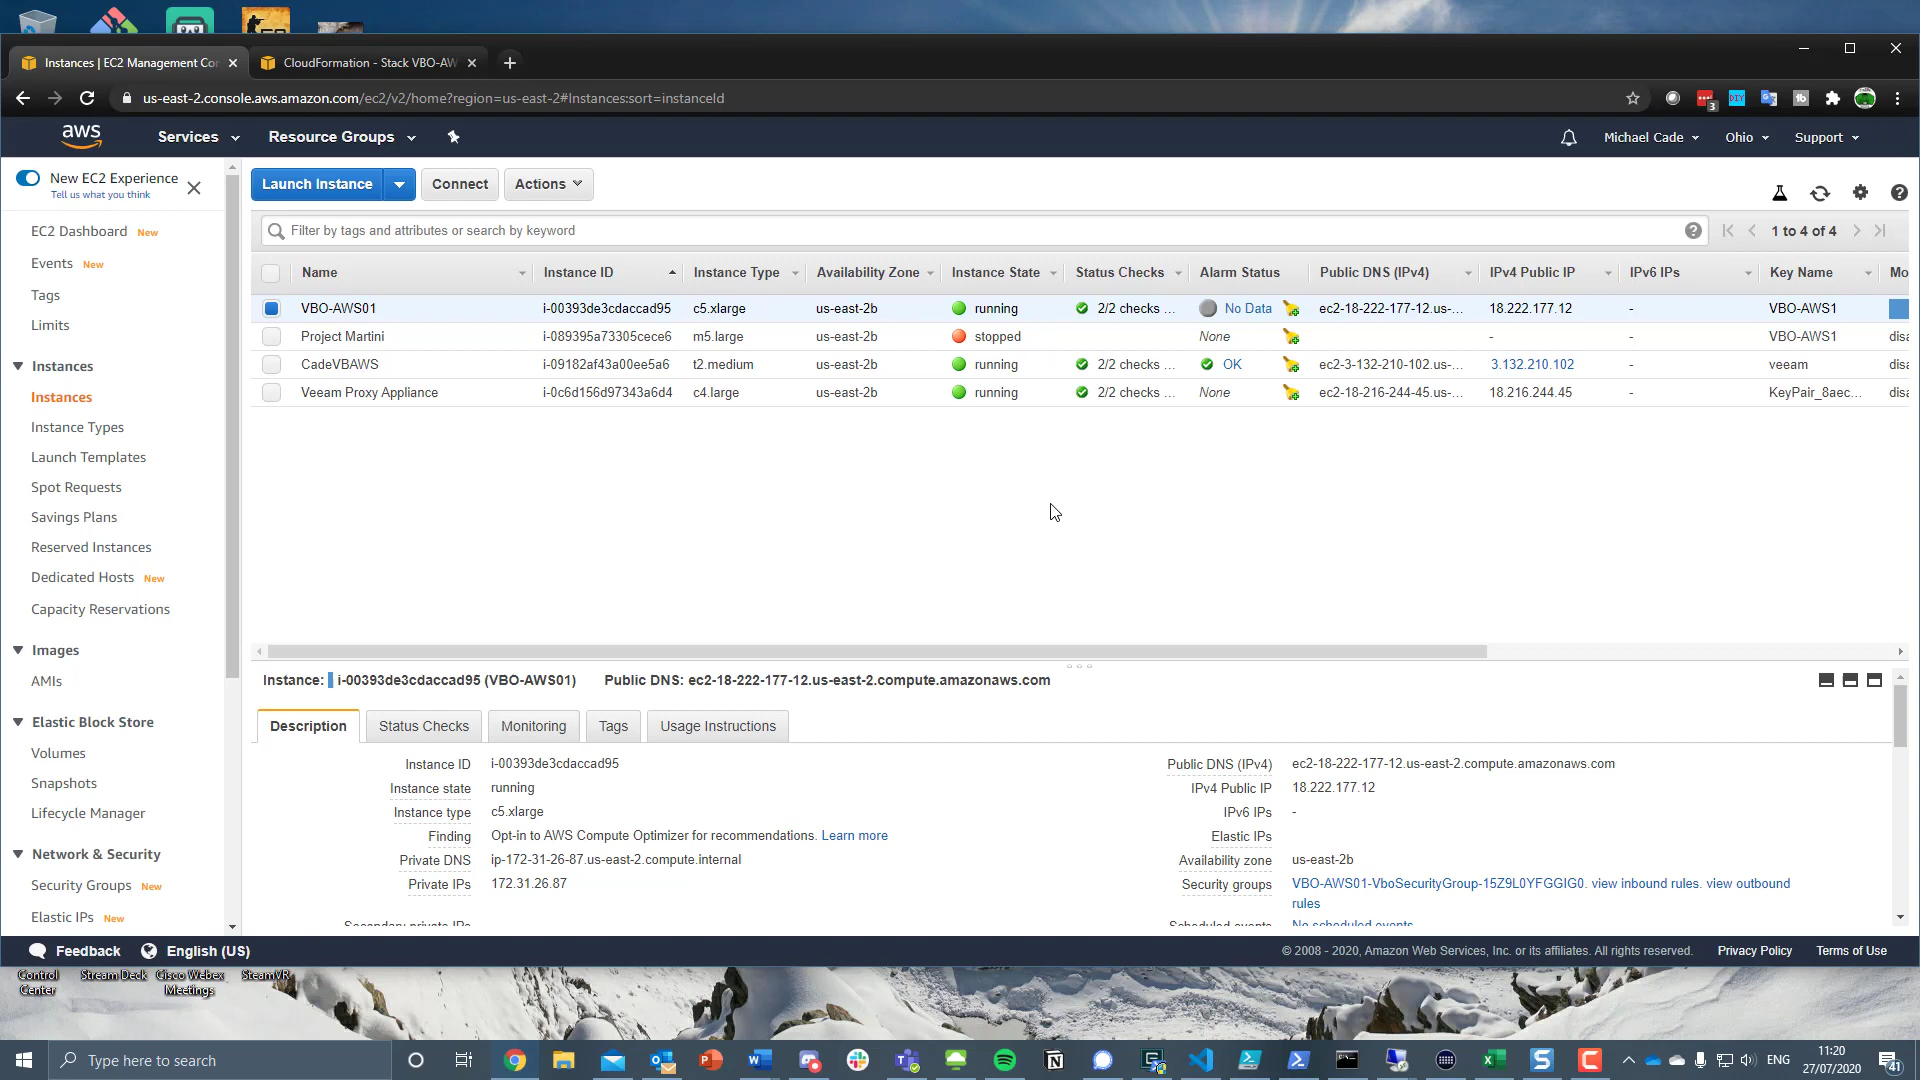 Instances | EC2 Management Con
CloudFormation - Stack VBO-AW
us-east-2.console.aws.amazon.com/ec2/v2/home?region=us-east-2#Instances:sort=instanceId
3
DIY
aws
Services
Resource Groups
Michael Cade
Ohio
Support
New EC2 Experience
Tell us what you think
EC2 Dashboard New
Events New
Tags
Limits
Instances
Instances
Instance Types
Launch Templates
Spot Requests
Savings Plans
Reserved Instances
Dedicated Hosts New
Capacity Reservations
Images
AMIs
Elastic Block Store
Volumes
Snapshots
Lifecycle Manager
Network & Security
Security Groups New
Elastic IPs New
Launch Instance
Connect
Actions
Filter by tags and attributes or search by keyword
1 to 4 of 4
Name Instance ID Instance Type Availability Zone Instance State Status Checks Alarm Status Public DNS (IPv4) IPv4 Public IP IPv6 IPs Key Name Mo
VBO-AWS01 i-00393de3cdaccad95 c5.xlarge us-east-2b running 2/2 checks ... No Data ec2-18-222-177-12.us-... 18.222.177.12 - VBO-AWS1
Project Martini i-089395a73305cece6 m5.large us-east-2b stopped None - VBO-AWS1 disa
CadeVBAWS i-09182af43a00ee5a6 t2.medium us-east-2b running 2/2 checks ... OK ec2-3-132-210-102.us-... 3.132.210.102 - veeam disa
Veeam Proxy Appliance i-0c6d156d97343a6d4 c4.large us-east-2b running 2/2 checks ... None ec2-18-216-244-45.us-... 18.216.244.45 - KeyPair_8aec... disa
Instance: i-00393de3cdaccad95 (VBO-AWS01) Public DNS: ec2-18-222-177-12.us-east-2.compute.amazonaws.com
Description
Status Checks
Monitoring
Tags
Usage Instructions
Instance ID i-00393de3cdaccad95
Instance state running
Instance type c5.xlarge
Finding Opt-in to AWS Compute Optimizer for recommendations. Learn more
Private DNS ip-172-31-26-87.us-east-2.compute.internal
Private IPs 172.31.26.87
Secondary private IPs
Public DNS (IPv4) ec2-18-222-177-12.us-east-2.compute.amazonaws.com
IPv4 Public IP 18.222.177.12
IPv6 IPs -
Elastic IPs
Availability zone us-east-2b
Security groups VBO-AWS01-VboSecurityGroup-15Z9L0YFGGIG0. view inbound rules. view outbound
rules
Scheduled events No scheduled events
Feedback
English (US)
© 2008 - 2020, Amazon Web Services, Inc. or its affiliates. All rights reserved.
Privacy Policy
Terms of Use
Control
Center
Stream Deck
Cisco Webex
Meetings
SteamVR
Type here to search
ENG
11:20
27/07/2020
41